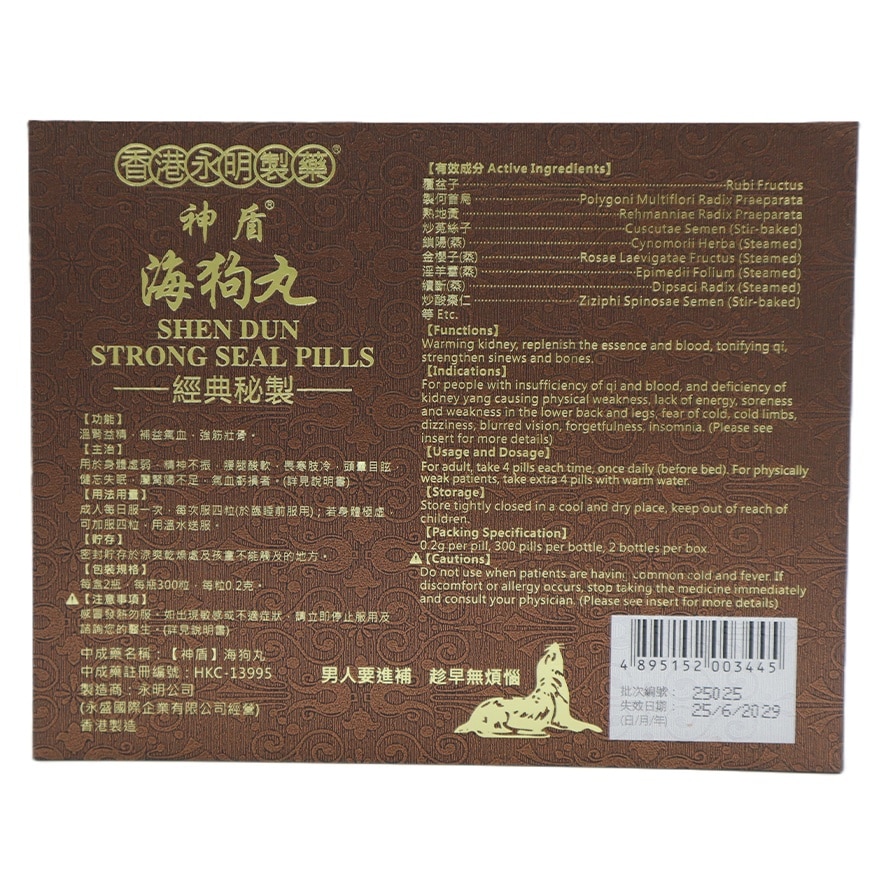 香港永明製藥®
神盾®
海狗丸
SHEN DUN
STRONG SEAL PILLS
經典秘製
【功能】
溫腎益精，補益氣血，強筋壯骨。
【主治】
用於身體虛弱，精神不振，腰腿酸軟，畏寒肢冷，頭暈目眩，
健忘失眠，屬腎陽不足，氣血虧損者。(詳見說明書)
【用法用量】
成人每日服一次，每次服四粒(於臨睡前服用)；若身體極虛，
可加服四粒，用溫水送服。
【貯存】
密封貯存於涼爽乾燥處及孩童不能觸及的地方。
【包裝規格】
每盒2瓶，每瓶300粒，每粒0.2克。
【注意事項】
感冒發熱勿服。如出現敏感或不適症狀，請立即停止服用及
諮詢您的醫生。(詳見說明書)
中成藥名稱：【神盾】海狗丸
中成藥註冊編號：HKC-13995
製造商：永明公司
(永盛國際企業有限公司經營)
香港製造
【有效成分 Active Ingredients】
覆盆子 Rubi Fructus
製何首烏 Polygoni Multiflori Radix Praeparata
熟地黃 Rehmanniae Radix Praeparata
炒菟絲子 Cuscutae Semen (Stir-baked)
鎖陽(蒸) Cynomorii Herba (Steamed)
金櫻子(蒸) Rosae Laevigatae Fructus (Steamed)
淫羊藿(蒸) Epimedii Folium (Steamed)
續斷(蒸) Dipsaci Radix (Steamed)
炒酸棗仁 Ziziphi Spinosae Semen (Stir-baked)
等 Etc.
【Functions】
Warming kidney, replenish the essence and blood, tonifying qi,
strengthen sinews and bones.
【Indications】
For people with insufficiency of qi and blood, and deficiency of
kidney yang causing physical weakness, lack of energy, soreness
and weakness in the lower back and legs, fear of cold, cold limbs,
dizziness, blurred vision, forgetfulness, insomnia. (Please see
insert for more details)
【Usage and Dosage】
For adult, take 4 pills each time, once daily (before bed). For physically
weak patients, take extra 4 pills with warm water.
【Storage】
Store tightly closed in a cool and dry place, keep out of reach of
children.
【Packing Specification】
0.2g per pill, 300 pills per bottle, 2 bottles per box.
【Cautions】
Do not use when patients are having common cold and fever. If
discomfort or allergy occurs, stop taking the medicine immediately
and consult your physician. (Please see insert for more details)
男人要進補 趁早無煩惱
4 895152 003445
批次編號： 25025
失效日期： 25/6/2029
(日/月/年)